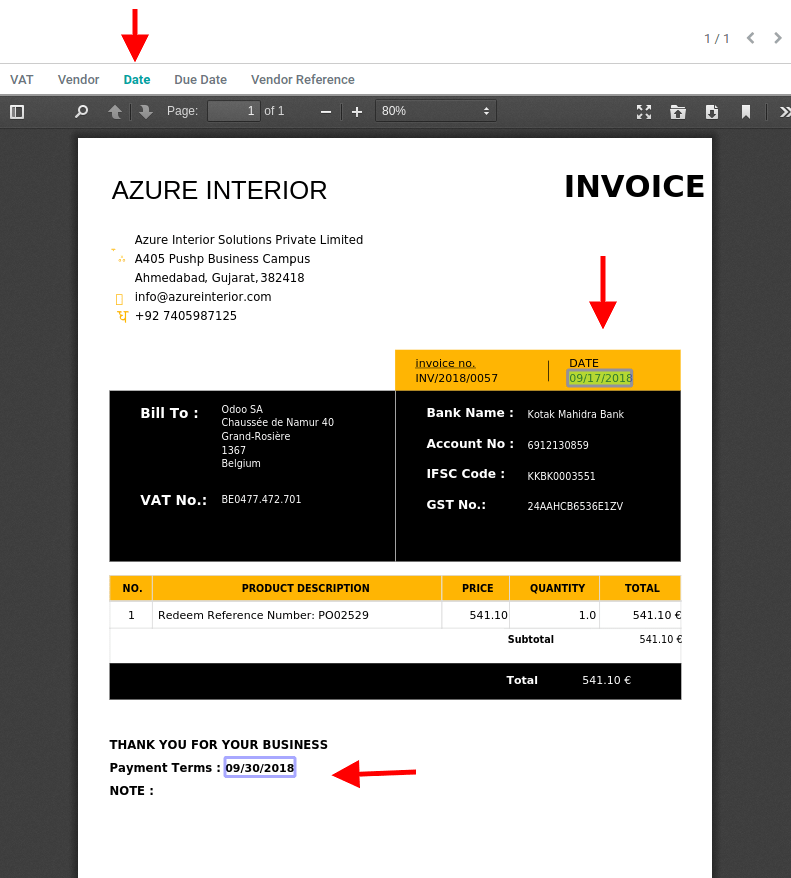 1 / 1
VAT Vendor Date Due Date Vendor Reference
Page: 1 of 1 80%
AZURE INTERIOR
INVOICE
Azure Interior Solutions Private Limited
A405 Pushp Business Campus
Ahmedabad, Gujarat, 382418
info@azureinterior.com
+92 7405987125
invoice no. DATE
INV/2018/0057 09/17/2018
Bill To : Odoo SA
Chaussée de Namur 40
Grand-Rosière
1367
Belgium
VAT No.: BE0477.472.701
Bank Name : Kotak Mahidra Bank
Account No : 6912130859
IFSC Code : KKBK0003551
GST No.: 24AAHCB6536E1ZV
NO. PRODUCT DESCRIPTION PRICE QUANTITY TOTAL
1 Redeem Reference Number: PO02529 541.10 1.0 541.10 €
Subtotal 541.10 €
Total 541.10 €
THANK YOU FOR YOUR BUSINESS
Payment Terms : 09/30/2018
NOTE :